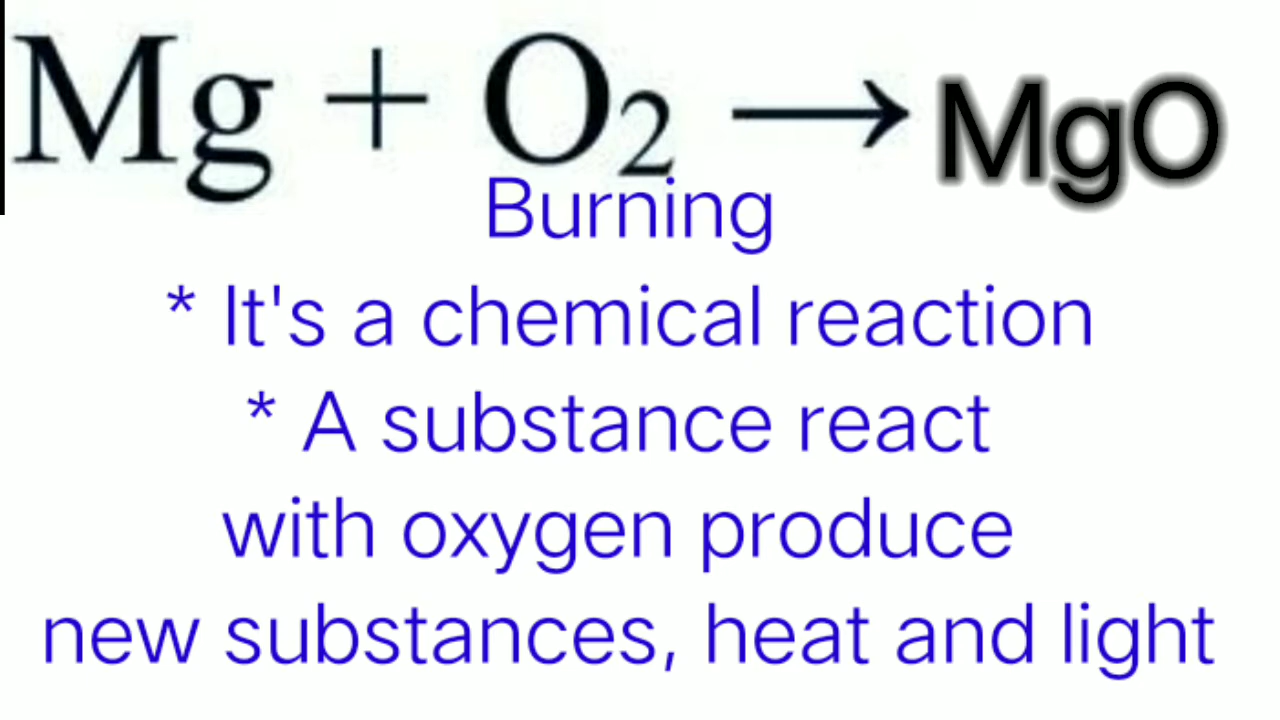 Mg + O₂ → MgO
Burning
* It's a chemical reaction
* A substance react
with oxygen produce
new substances, heat and light